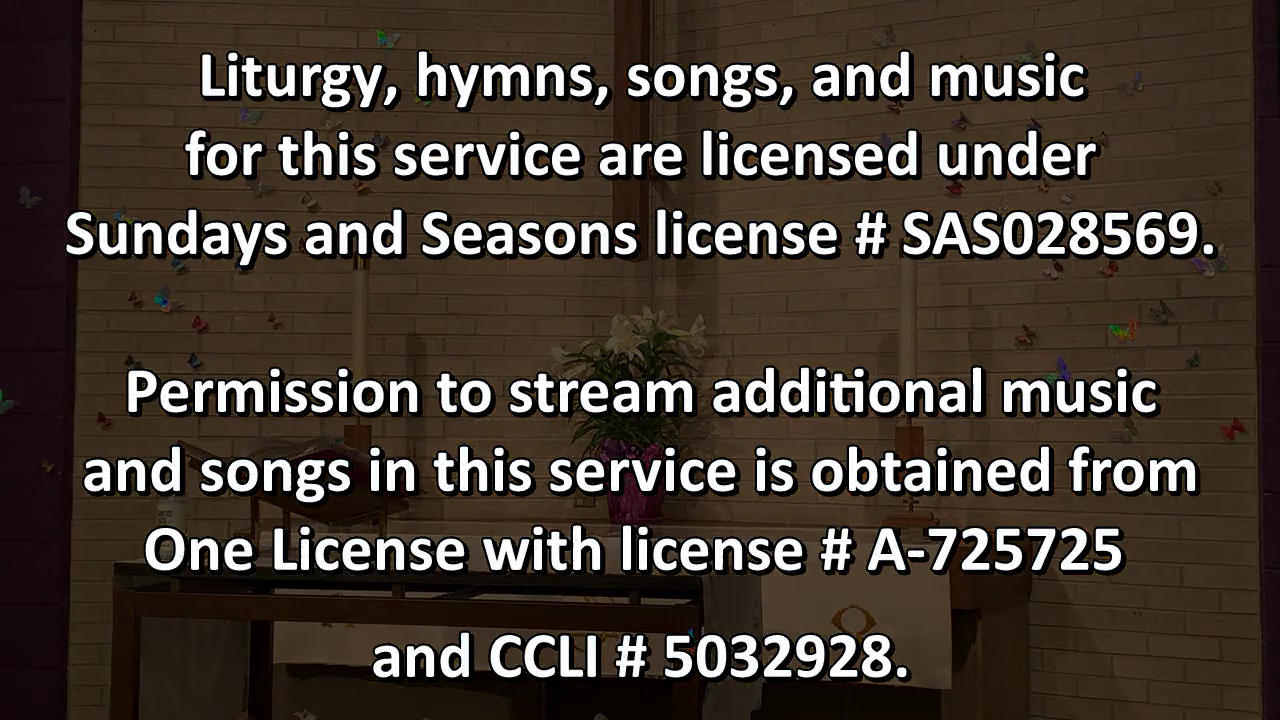 Liturgy, hymns, songs, and music
for this service are licensed under
Sundays and Seasons license # SAS028569.
Permission to stream additional music
and songs in this service is obtained from
One License with license # A-725725
and CCLI # 5032928.